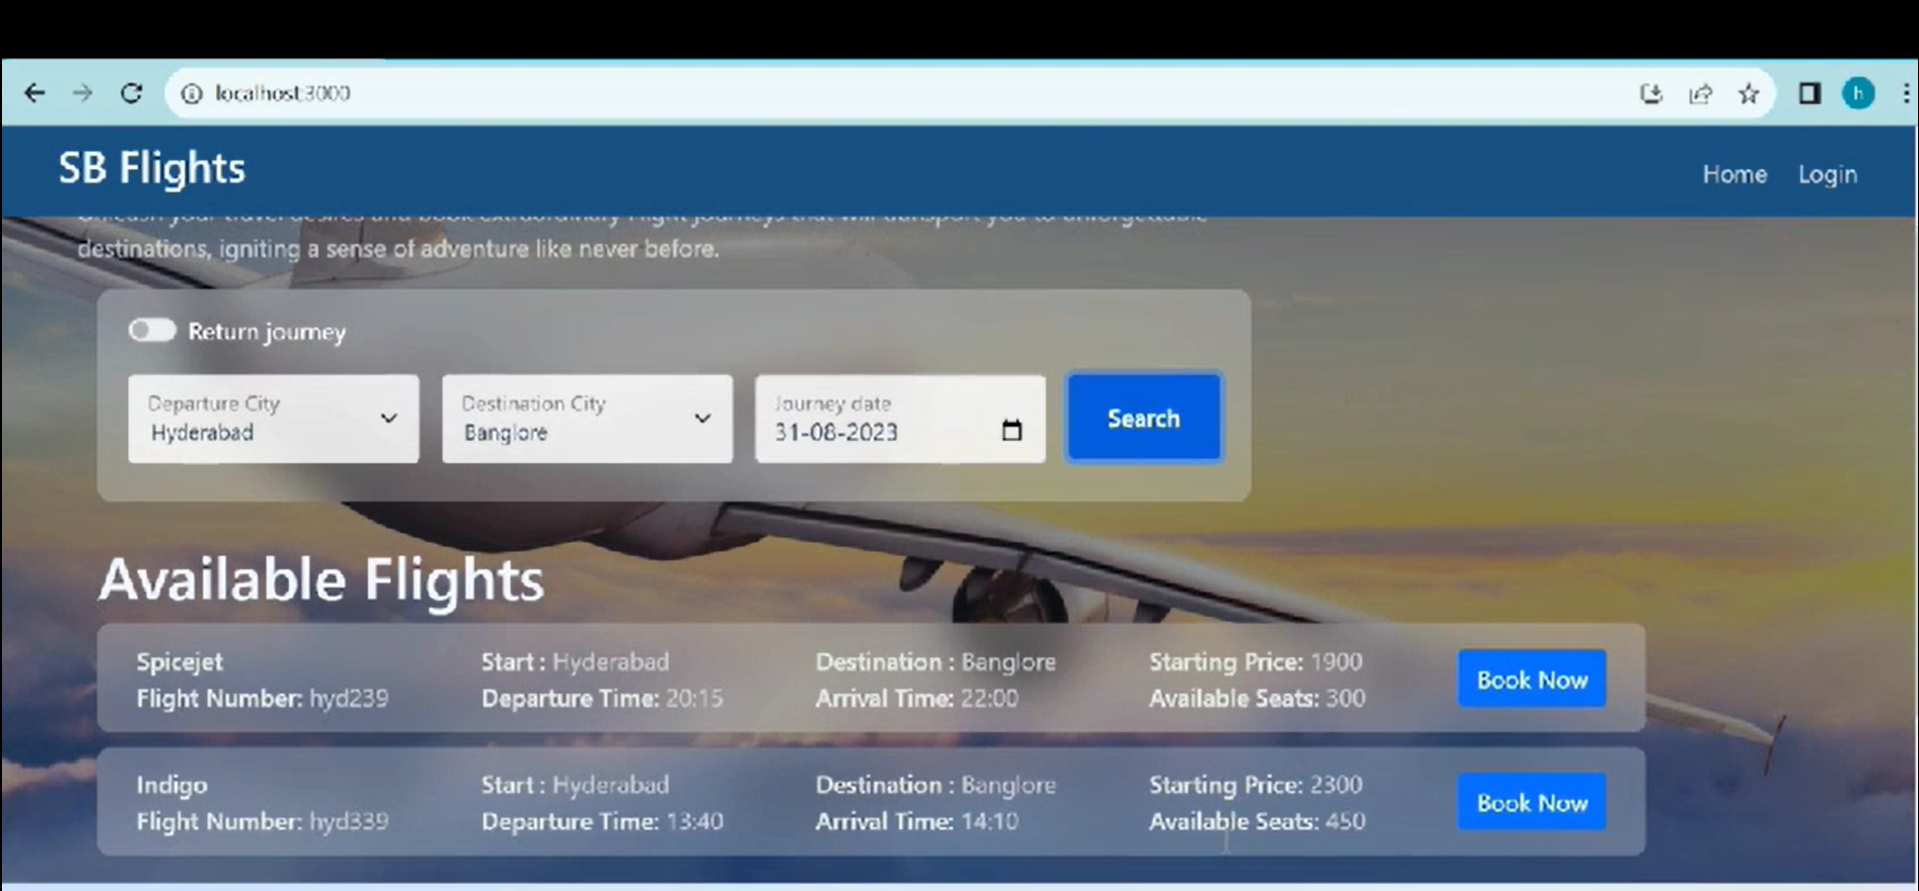 localhost:3000
h
SB Flights
Home
Login
destinations, igniting a sense of adventure like never before.
Return journey
Departure City
Hyderabad
Destination City
Banglore
Journey date
31-08-2023
Search
Available Flights
Spicejet
Flight Number: hyd239
Start : Hyderabad
Departure Time: 20:15
Destination : Banglore
Arrival Time: 22:00
Starting Price: 1900
Available Seats: 300
Book Now
Indigo
Flight Number: hyd339
Start : Hyderabad
Departure Time: 13:40
Destination : Banglore
Arrival Time: 14:10
Starting Price: 2300
Available Seats: 450
Book Now